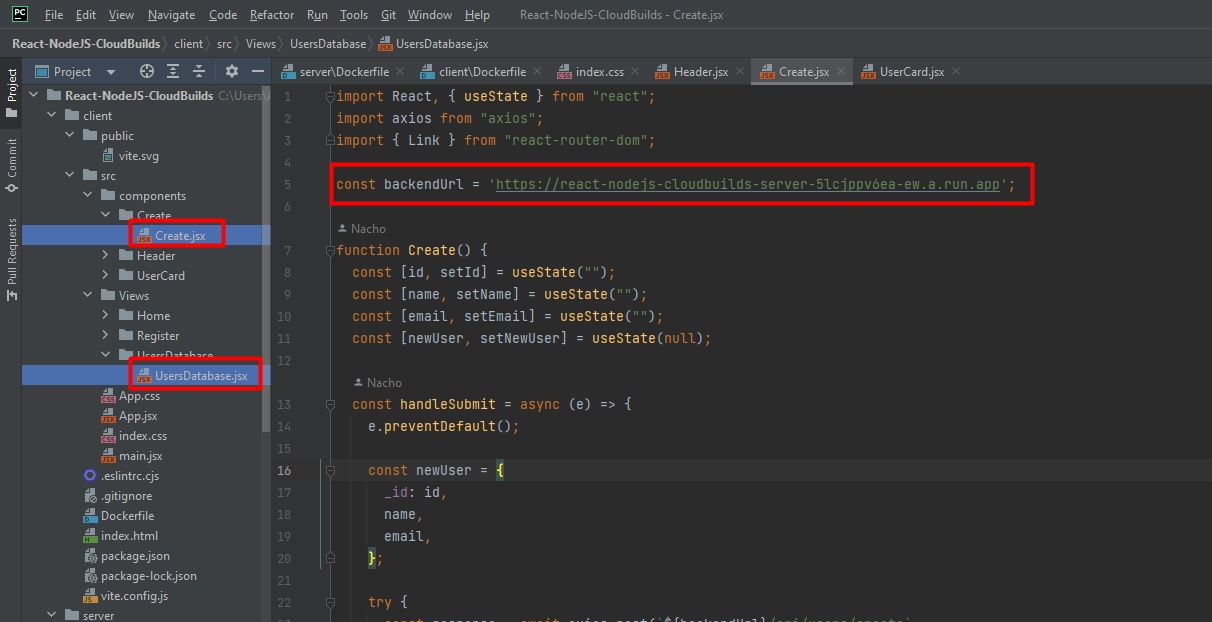 PC File Edit View Navigate Code Refactor Run Tools Git Window Help React-NodeJS-CloudBuilds - Create.jsx
React-NodeJS-CloudBuilds client src Views UsersDatabase UsersDatabase.jsx
Project
Commit
Pull Requests
Project
React-NodeJS-CloudBuilds C:\Users\
client
public
vite.svg
src
components
Create
Create.jsx
Header
UserCard
Views
Home
Register
UsersDatabase
UsersDatabase.jsx
App.css
App.jsx
index.css
main.jsx
.eslintrc.cjs
.gitignore
Dockerfile
index.html
package.json
package-lock.json
vite.config.js
server
server\Dockerfile client\Dockerfile index.css Header.jsx Create.jsx UserCard.jsx
1 import React, { useState } from "react";
2 import axios from "axios";
3 import { Link } from "react-router-dom";
4
5 const backendUrl = 'https://react-nodejs-cloudbuilds-server-5lcjppv6ea-ew.a.run.app';
6
Nacho
7 function Create() {
8 const [id, setId] = useState("");
9 const [name, setName] = useState("");
10 const [email, setEmail] = useState("");
11 const [newUser, setNewUser] = useState(null);
12
Nacho
13 const handleSubmit = async (e) => {
14 e.preventDefault();
15
16 const newUser = {
17 _id: id,
18 name,
19 email,
20 };
21
22 try {